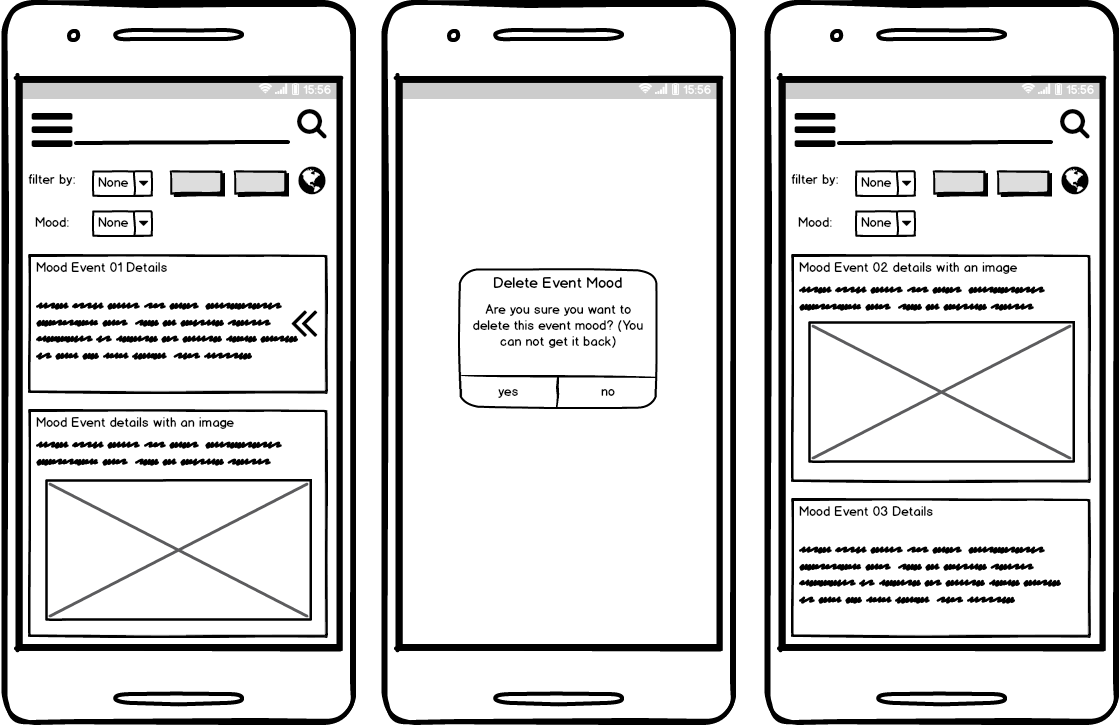 15:56
filter by: None
Mood: None
Mood Event 01 Details
Mood Event details with an image
15:56
Delete Event Mood
Are you sure you want to
delete this event mood? (You
can not get it back)
yes no
15:56
filter by: None
Mood: None
Mood Event 02 details with an image
Mood Event 03 Details